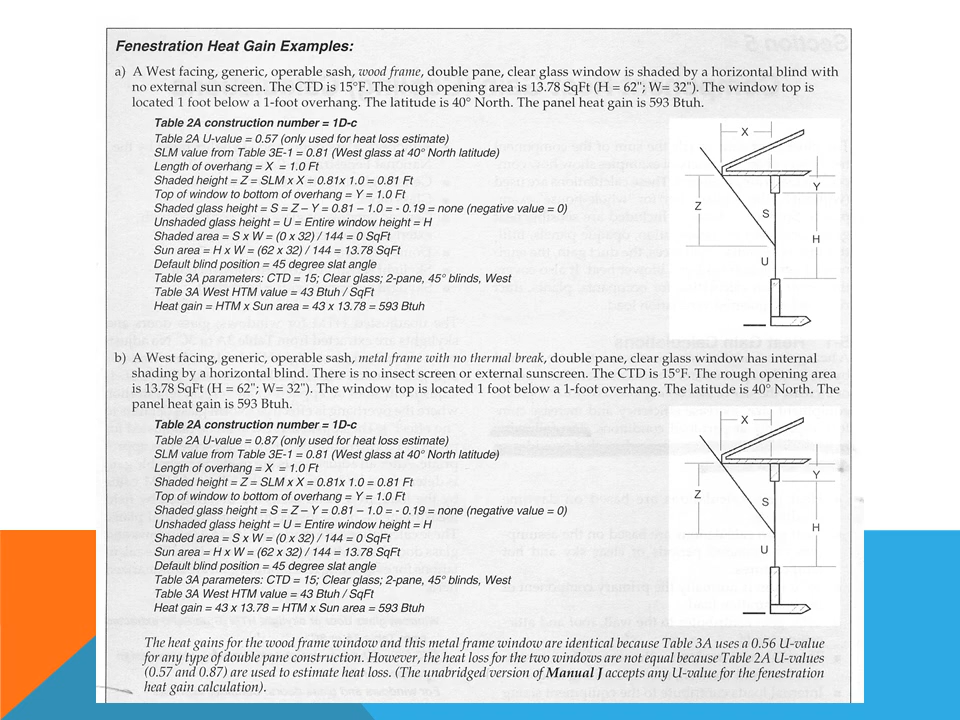 Fenestration Heat Gain Examples:
a) A West facing, generic, operable sash, wood frame, double pane, clear glass window is shaded by a horizontal blind with
no external sun screen. The CTD is 15°F. The rough opening area is 13.78 SqFt (H = 62"; W= 32"). The window top is
located 1 foot below a 1-foot overhang. The latitude is 40° North. The panel heat gain is 593 Btuh.
Table 2A construction number = 1D-c
Table 2A U-value = 0.57 (only used for heat loss estimate)
SLM value from Table 3E-1 = 0.81 (West glass at 40° North latitude)
Length of overhang = X = 1.0 Ft
Shaded height = Z = SLM x X = 0.81x 1.0 = 0.81 Ft
Top of window to bottom of overhang = Y = 1.0 Ft
Shaded glass height = S = Z – Y = 0.81 – 1.0 = - 0.19 = none (negative value = 0)
Unshaded glass height = U = Entire window height = H
Shaded area = S x W = (0 x 32) / 144 = 0 SqFt
Sun area = H x W = (62 x 32) / 144 = 13.78 SqFt
Default blind position = 45 degree slat angle
Table 3A parameters: CTD = 15; Clear glass; 2-pane, 45° blinds, West
Table 3A West HTM value = 43 Btuh / SqFt
Heat gain = HTM x Sun area = 43 x 13.78 = 593 Btuh
X
Y
Z
S
H
U
b) A West facing, generic, operable sash, metal frame with no thermal break, double pane, clear glass window has internal
shading by a horizontal blind. There is no insect screen or external sunscreen. The CTD is 15°F. The rough opening area
is 13.78 SqFt (H = 62"; W= 32"). The window top is located 1 foot below a 1-foot overhang. The latitude is 40° North. The
panel heat gain is 593 Btuh.
Table 2A construction number = 1D-c
Table 2A U-value = 0.87 (only used for heat loss estimate)
SLM value from Table 3E-1 = 0.81 (West glass at 40° North latitude)
Length of overhang = X = 1.0 Ft
Shaded height = Z = SLM x X = 0.81x 1.0 = 0.81 Ft
Top of window to bottom of overhang = Y = 1.0 Ft
Shaded glass height = S = Z – Y = 0.81 – 1.0 = - 0.19 = none (negative value = 0)
Unshaded glass height = U = Entire window height = H
Shaded area = S x W = (0 x 32) / 144 = 0 SqFt
Sun area = H x W = (62 x 32) / 144 = 13.78 SqFt
Default blind position = 45 degree slat angle
Table 3A parameters: CTD = 15; Clear glass; 2-pane, 45° blinds, West
Table 3A West HTM value = 43 Btuh / SqFt
Heat gain = 43 x 13.78 = HTM x Sun area = 593 Btuh
X
Y
Z
S
H
U
The heat gains for the wood frame window and this metal frame window are identical because Table 3A uses a 0.56 U-value
for any type of double pane construction. However, the heat loss for the two windows are not equal because Table 2A U-values
(0.57 and 0.87) are used to estimate heat loss. (The unabridged version of Manual J accepts any U-value for the fenestration
heat gain calculation).